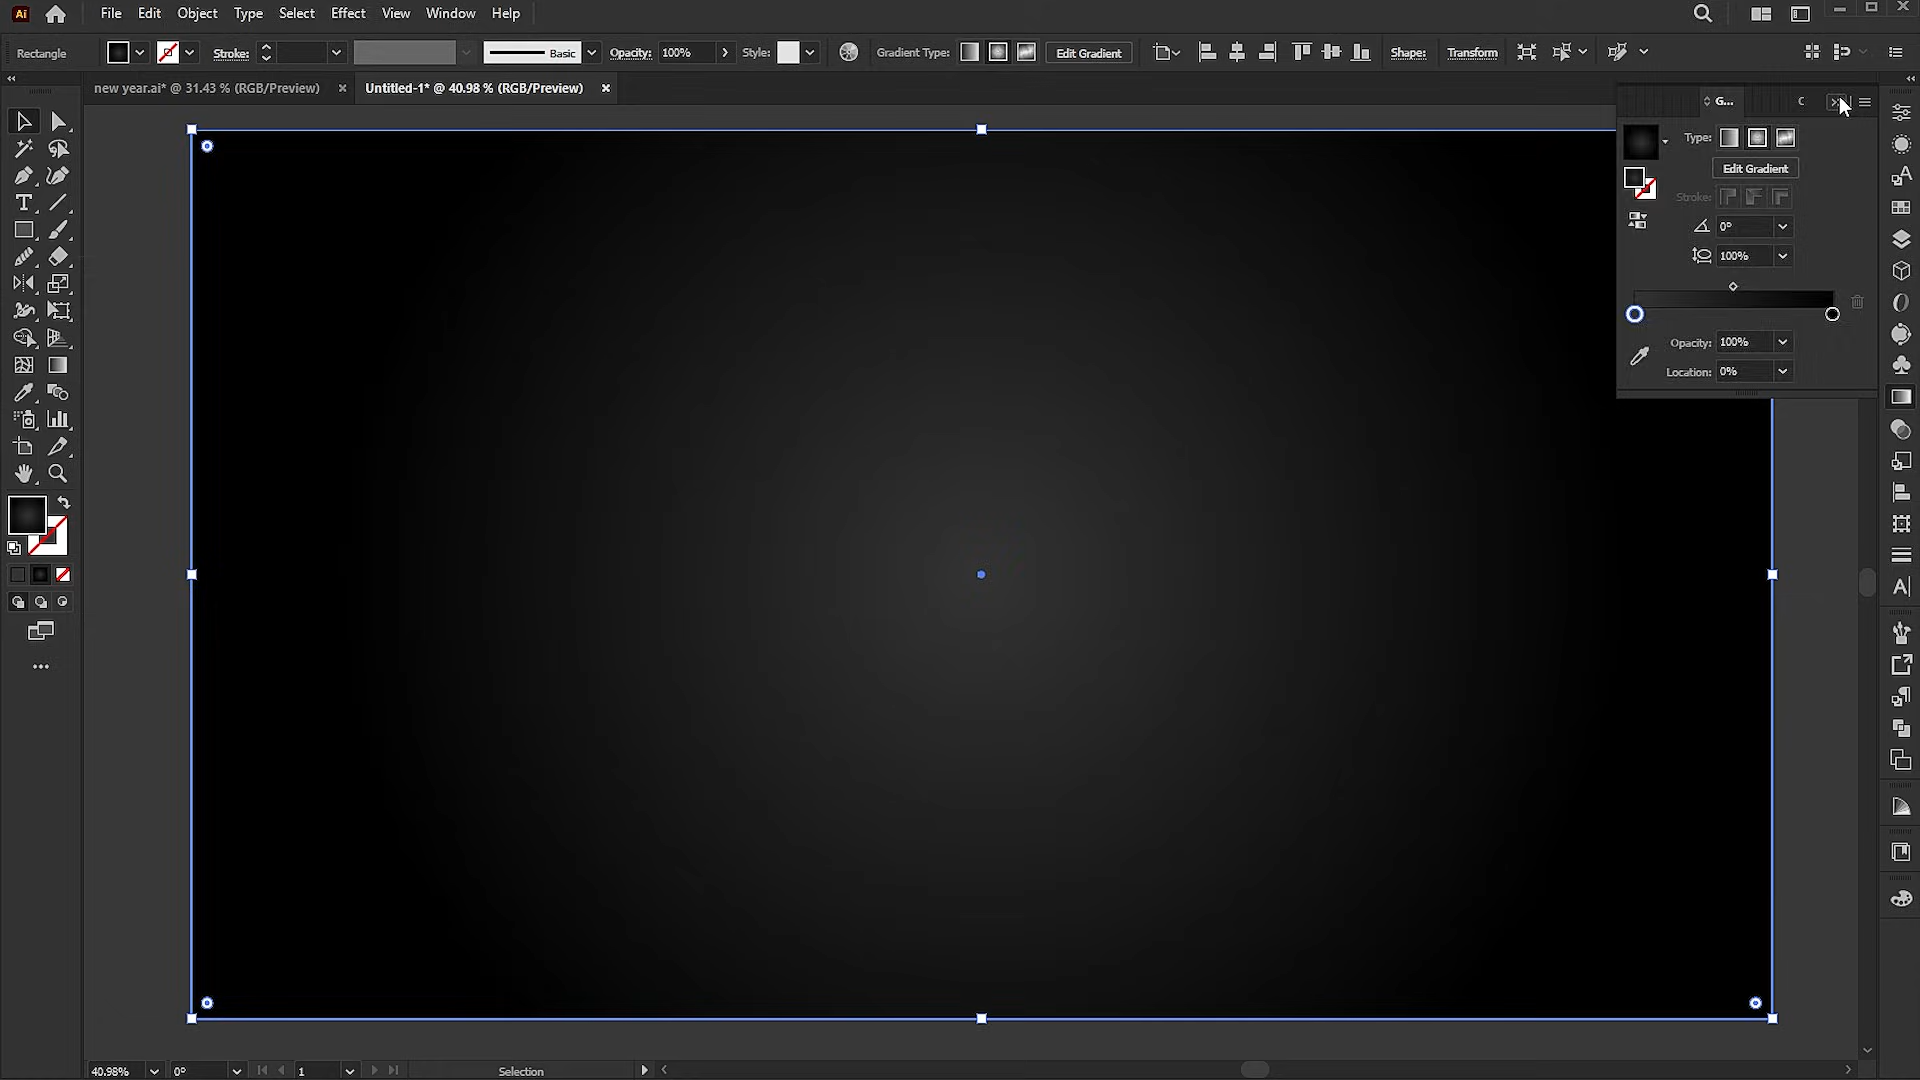 Ai File Edit Object Type Select Effect View Window Help
Rectangle Stroke: Basic Opacity: 100% Style: Gradient Type: Edit Gradient Shape: Transform
new year.ai* @ 31.43 % (RGB/Preview) × Untitled-1* @ 40.98 % (RGB/Preview) ×
G... C
Type:
Edit Gradient
Stroke:
0°
100%
Opacity: 100%
Location: 0%
40.98% 0° 1 Selection